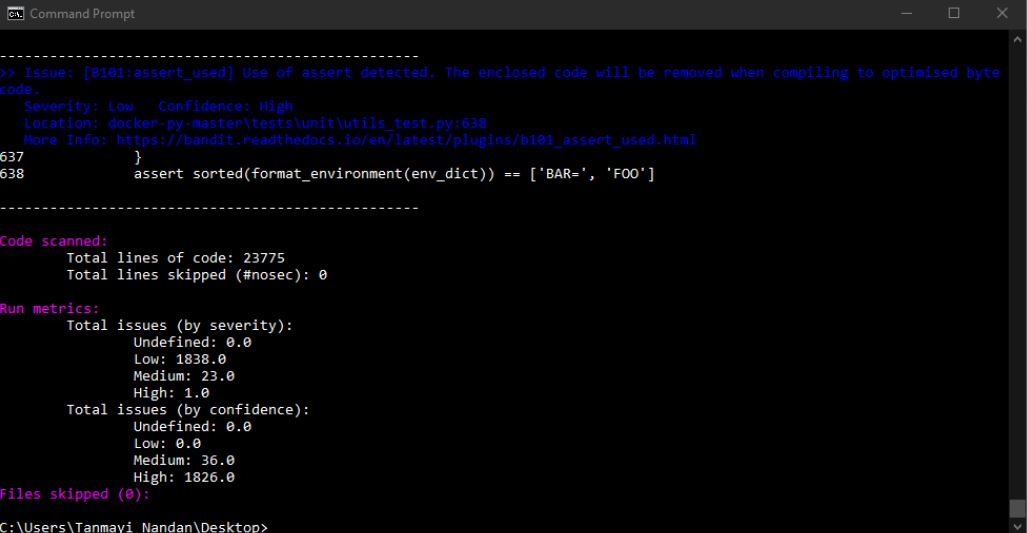 Command Prompt
--------------------------------------------------
>> Issue: [B101:assert_used] Use of assert detected. The enclosed code will be removed when compiling to optimised byte
code.
   Severity: Low   Confidence: High
   Location: docker-py-master\tests\unit\utils_test.py:638
   More Info: https://bandit.readthedocs.io/en/latest/plugins/b101_assert_used.html
637             }
638             assert sorted(format_environment(env_dict)) == ['BAR=', 'FOO']
--------------------------------------------------
Code scanned:
        Total lines of code: 23775
        Total lines skipped (#nosec): 0
Run metrics:
        Total issues (by severity):
                Undefined: 0.0
                Low: 1838.0
                Medium: 23.0
                High: 1.0
        Total issues (by confidence):
                Undefined: 0.0
                Low: 0.0
                Medium: 36.0
                High: 1826.0
Files skipped (0):
C:\Users\Tanmayi Nandan\Desktop>